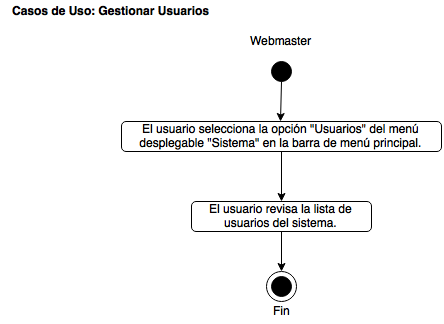 Casos de Uso: Gestionar Usuarios
Webmaster
El usuario selecciona la opción "Usuarios" del menú
desplegable "Sistema" en la barra de menú principal.
El usuario revisa la lista de
usuarios del sistema.
Fin